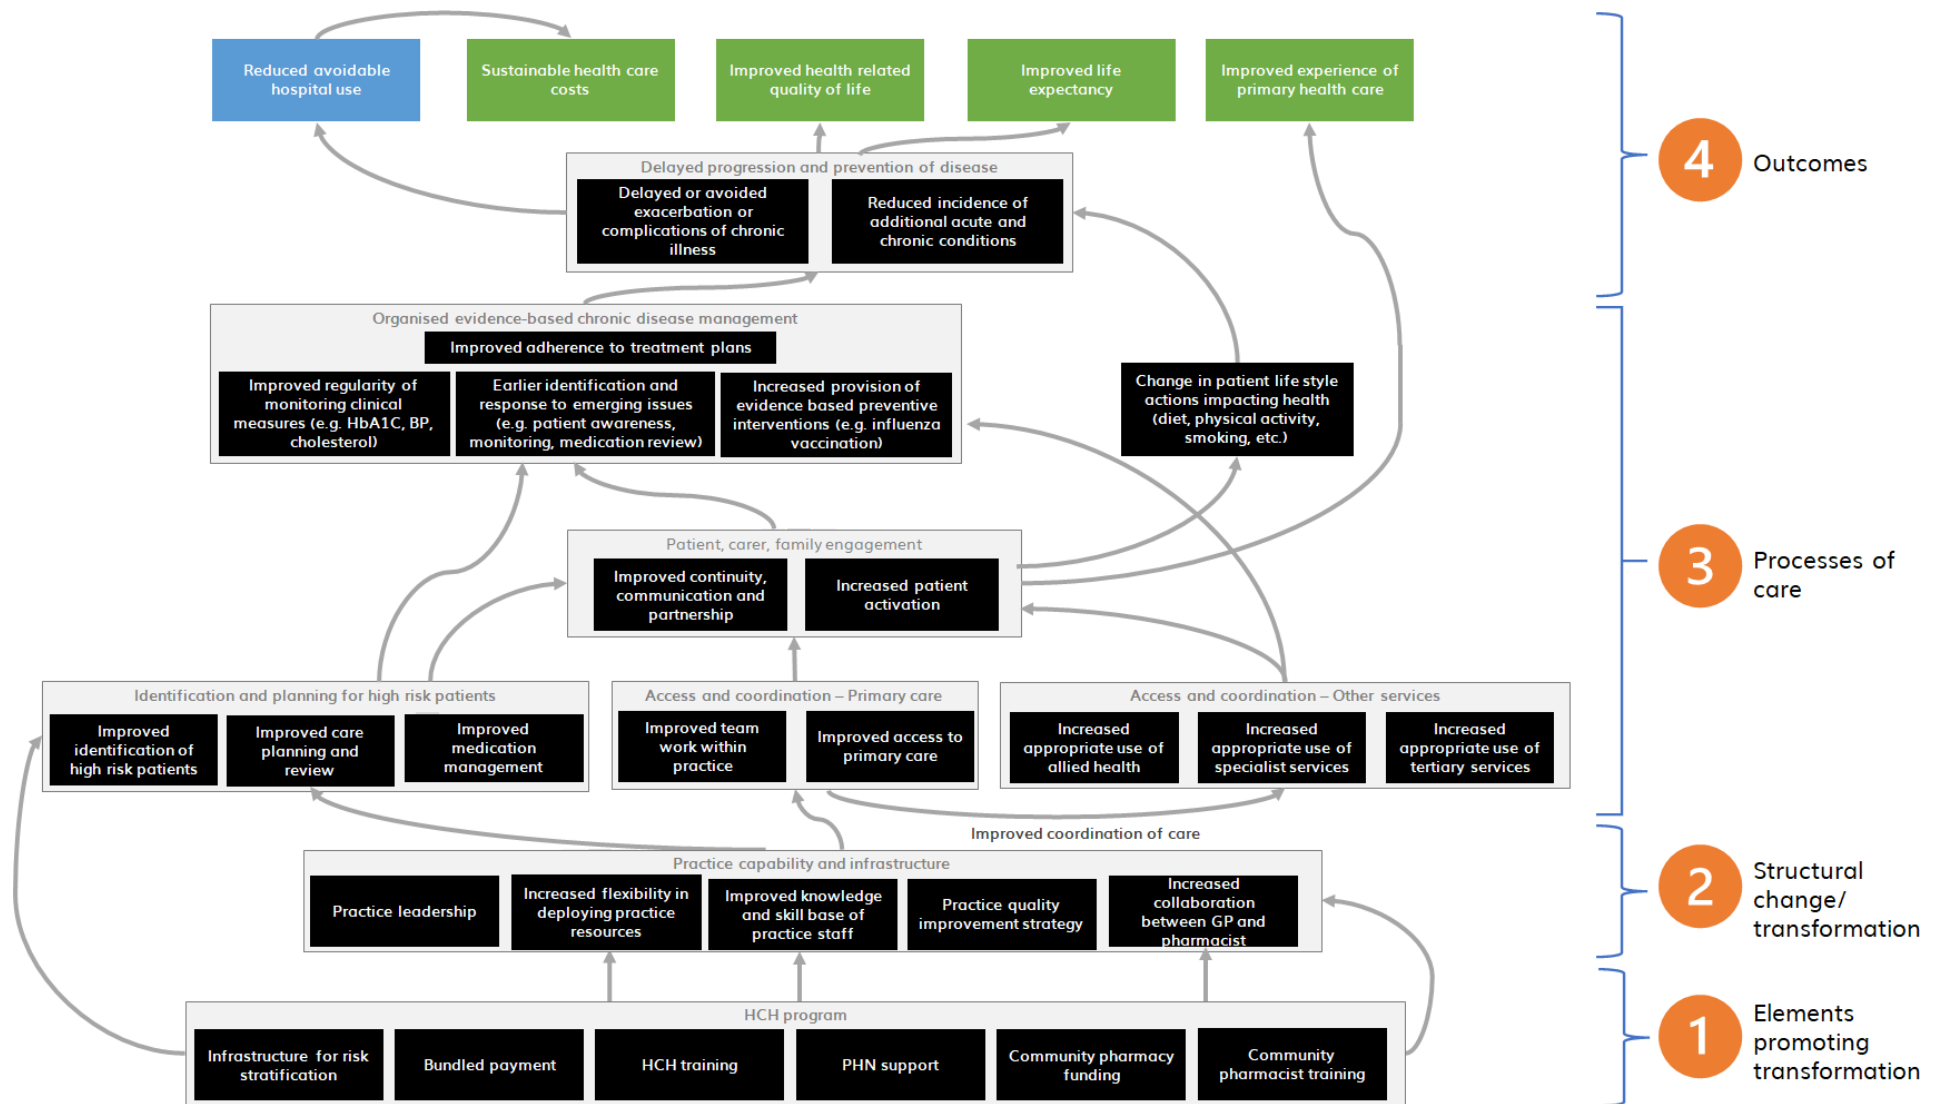 Reduced avoidable
hospital use
Sustainable health care
costs
Improved health related
quality of life
Improved life
expectancy
Improved experience of
primary health care
4
Outcomes
Delayed progression and prevention of disease
Delayed or avoided
exacerbation or
complications of chronic
illness
Reduced incidence of
additional acute and
chronic conditions
Organised evidence-based chronic disease management
Improved adherence to treatment plans
Improved regularity of
monitoring clinical
measures (e.g. HbA1C, BP,
cholesterol)
Earlier identification and
response to emerging issues
(e.g. patient awareness,
monitoring, medication review)
Increased provision of
evidence based preventive
interventions (e.g. influenza
vaccination)
Change in patient life style
actions impacting health
(diet, physical activity,
smoking, etc.)
3
Processes of
care
Patient, carer, family engagement
Improved continuity,
communication and
partnership
Increased patient
activation
Identification and planning for high risk patients
Improved
identification of
high risk patients
Improved care
planning and
review
Improved
medication
management
Access and coordination – Primary care
Improved team
work within
practice
Improved access to
primary care
Access and coordination – Other services
Increased
appropriate use of
allied health
Increased
appropriate use of
specialist services
Increased
appropriate use of
tertiary services
Improved coordination of care
Practice capability and infrastructure
Practice leadership
Increased flexibility in
deploying practice
resources
Improved knowledge
and skill base of
practice staff
Practice quality
improvement strategy
Increased
collaboration
between GP and
pharmacist
2
Structural
change/
transformation
HCH program
Infrastructure for risk
stratification
Bundled payment
HCH training
PHN support
Community pharmacy
funding
Community
pharmacist training
1
Elements
promoting
transformation